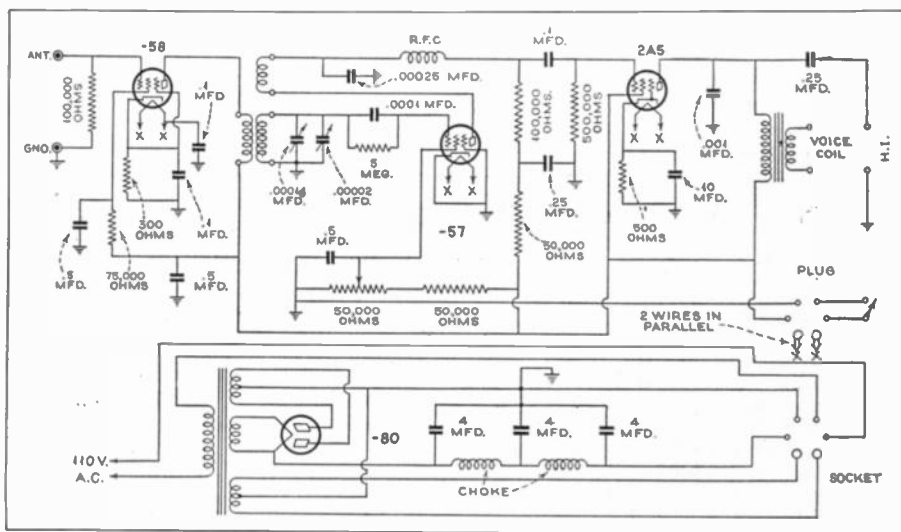 ANT.
GND.
100,000 OHMS
-58
.1 MFD.
.1 MFD.
300 OHMS
75,000 OHMS
.5 MFD.
.5 MFD.
R.F.C
.00025 MFD.
.0001 MFD.
5 MEG.
MFD.
.00002 MFD.
-57
.5 MFD.
50,000 OHMS
50,000 OHMS
.1 MFD.
100,000 OHMS.
500,000 OHMS.
.25 MFD.
50,000 OHMS
2A5
500 OHMS
10 MFD.
.001 MFD.
.25 MFD.
VOICE COIL
H.I.
PLUG
2 WIRES IN PARALLEL
X X
X X
X X
X X
110V. A.C.
-80
4 MFD.
4 MFD.
4 MFD.
CHOKE
SOCKET